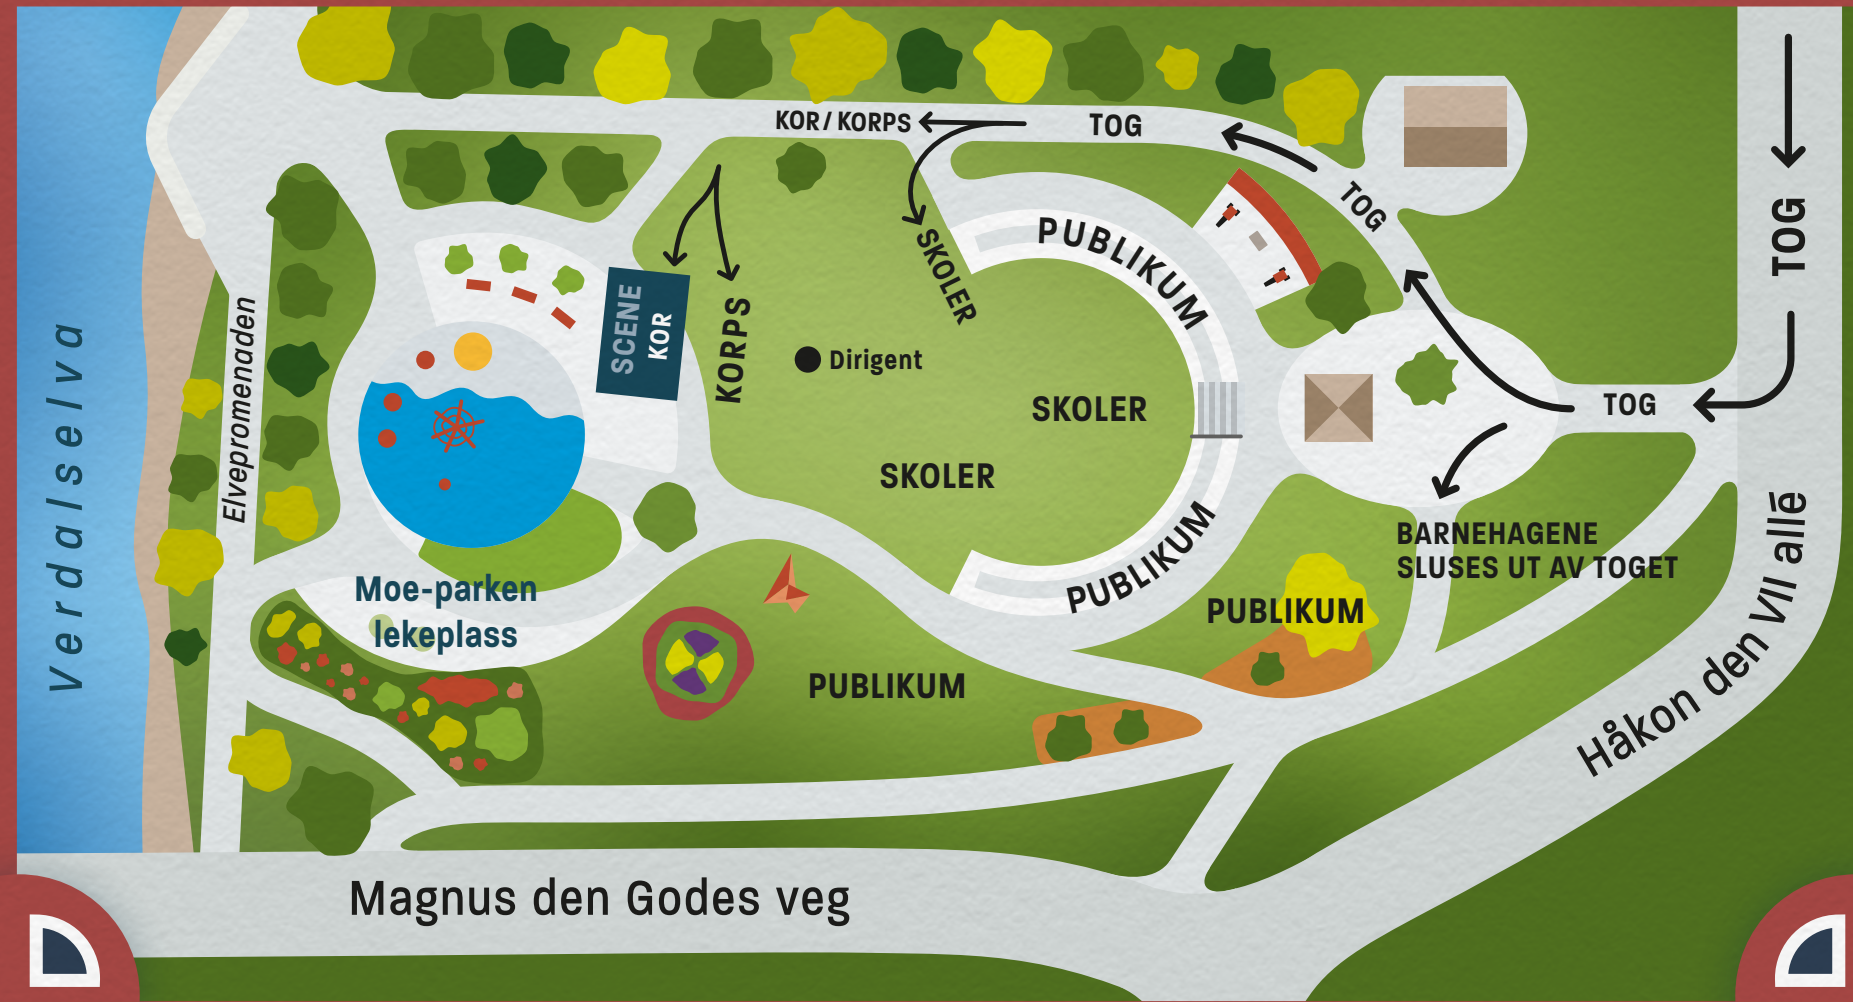 KOR / KORPS
TOG
TOG
TOG
TOG
PUBLIKUM
SKOLER
SCENE
KOR
KORPS
Dirigent
SKOLER
SKOLER
Verdalselva
Elvepromenaden
PUBLIKUM
BARNEHAGENE
SLUSES UT AV TOGET
PUBLIKUM
Moe-parken
lekeplass
PUBLIKUM
Håkon den VII allé
Magnus den Godes veg